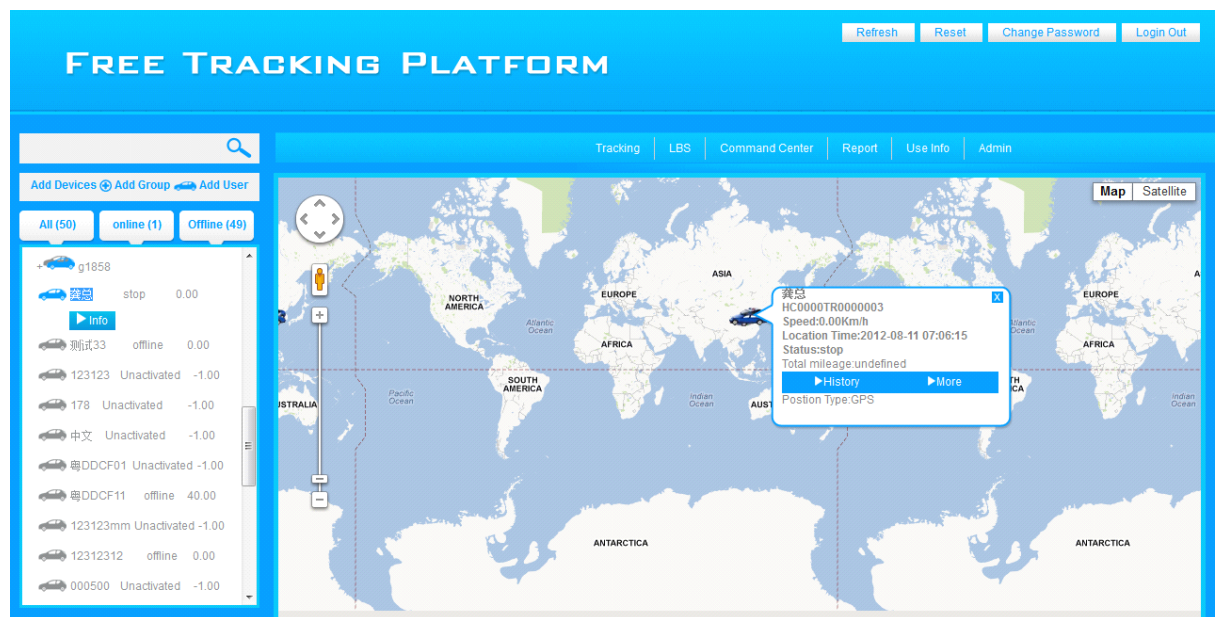 Refresh Reset Change Password Login Out
FREE TRACKING PLATFORM
Tracking LBS Command Center Report Use Info Admin
Add Devices Add Group Add User
All (50) online (1) Offline (49)
+ g1858
龚总 stop 0.00
Info
测试33 offline 0.00
123123 Unactivated -1.00
178 Unactivated -1.00
中文 Unactivated -1.00
粤DDCF01 Unactivated -1.00
粤DDCF11 offline 40.00
123123mm Unactivated -1.00
12312312 offline 0.00
000500 Unactivated -1.00
Map Satellite
ASIA
A
NORTH AMERICA
EUROPE
EUROPE
Atlantic Ocean
Atlantic Ocean
AFRICA
AFRICA
SOUTH AMERICA
TH
CA
Pacific Ocean
Indian Ocean
Indian Ocean
STRALIA
AUST
ANTARCTICA
ANTARCTICA
龚总
X
HC0000TR0000003
Speed:0.00Km/h
Location Time:2012-08-11 07:06:15
Status:stop
Total mileage:undefined
History More
Postion Type:GPS